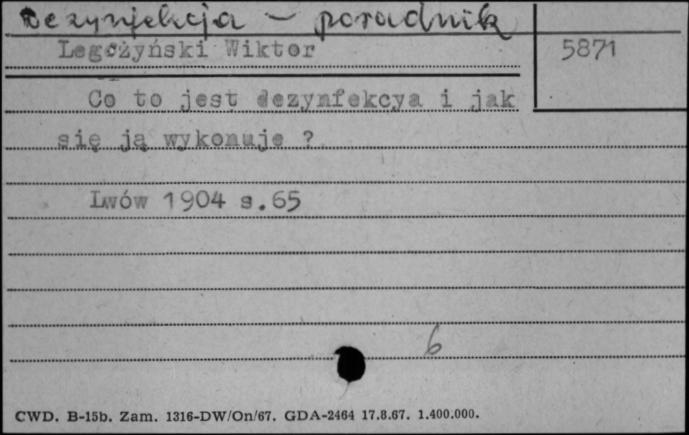 Dezynfekcja – poradnik
Legeżyński Wiktor
5871
Co to jest dezynfekcya i jak
się ją wykonuje ?
Lwów 1904 s.65
6
CWD. B-15b. Zam. 1316-DW/On/67. GDA-2464 17.8.67. 1.400.000.